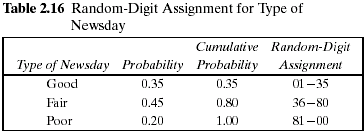 Table 2.16 Random-Digit Assignment for Type of
Newsday
Cumulative Random-Digit
Type of Newsday Probability Probability Assignment
Good 0.35 0.35 01–35
Fair 0.45 0.80 36–80
Poor 0.20 1.00 81–00